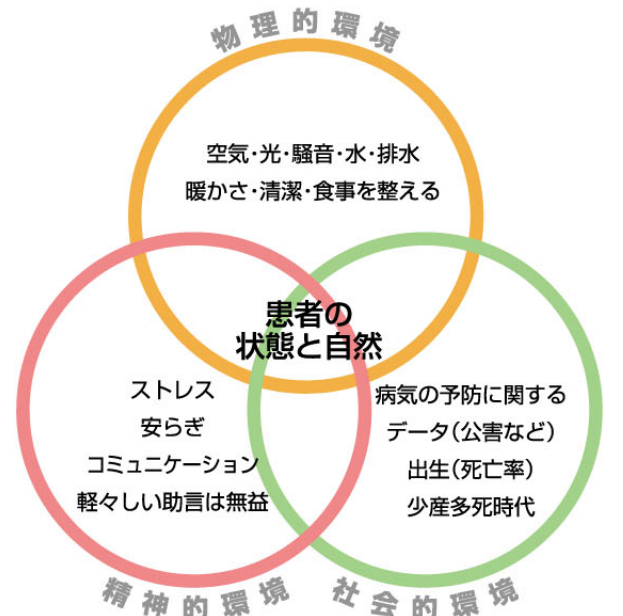 物理的環境
空気・光・騒音・水・排水
暖かさ・清潔・食事を整える
患者の
状態と自然
ストレス
安らぎ
コミュニケーション
軽々しい助言は無益
病気の予防に関する
データ(公害など)
出生(死亡率)
少産多死時代
精神的環境
社会的環境